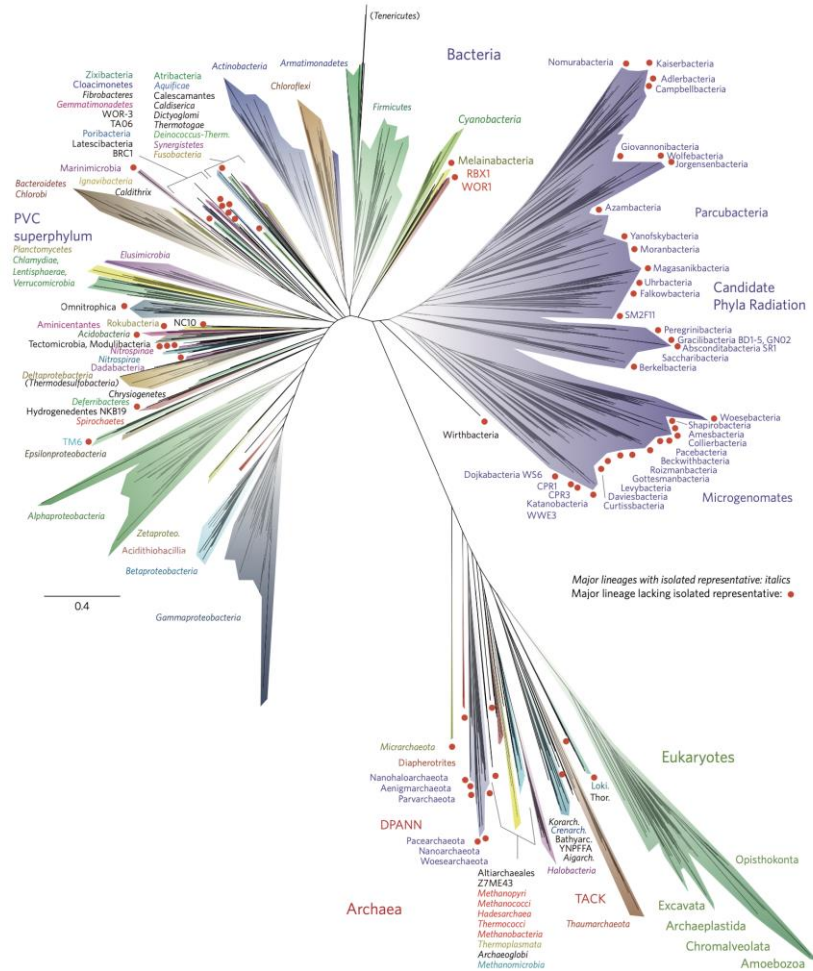 (Tenericutes)
Bacteria
Zixibacteria
Cloacimonetes
Fibrobacteres
Gemmatimonadetes
WOR-3
TA06
Poribacteria
Latescibacteria
BRC1
Atribacteria
Aquificae
Calescamantes
Caldiserica
Dictyoglomi
Thermotogae
Deinococcus-Therm.
Synergistetes
Fusobacteria
Actinobacteria
Armatimonadetes
Chloroflexi
Firmicutes
Cyanobacteria
Melainabacteria
RBX1
WOR1
Nomurabacteria
Kaiserbacteria
Adlerbacteria
Campbellbacteria
Giovannonibacteria
Wolfebacteria
Jorgensenbacteria
Azambacteria
Parcubacteria
Yanofskybacteria
Moranbacteria
Magasanikbacteria
Uhrbacteria
Falkowbacteria
Candidate
Phyla Radiation
SM2F11
Peregrinibacteria
Gracilibacteria BD1-5, GN02
Absconditabacteria SR1
Saccharibacteria
Berkelbacteria
Marinimicrobia
Ignavibacteria
Caldithrix
Bacteroidetes
Chlorobi
PVC
superphylum
Planctomycetes
Chlamydiae,
Lentisphaerae,
Verrucomicrobia
Elusimicrobia
Omnitrophica
Aminicentantes
Rokubacteria
NC10
Acidobacteria
Tectomicrobia, Modulibacteria
Nitrospinae
Nitrospirae
Dadabacteria
Deltaprotebacteria
(Thermodesulfobacteria)
Chrysiogenetes
Deferribacteres
Hydrogenedentes NKB19
Spirochaetes
TM6
Epsilonproteobacteria
Alphaproteobacteria
Zetaproteo.
Acidithiobacillia
Betaproteobacteria
Gammaproteobacteria
0.4
Wirthbacteria
Woesebacteria
Shapirobacteria
Amesbacteria
Collierbacteria
Pacebacteria
Beckwithbacteria
Roizmanbacteria
Gottesmanbacteria
Levybacteria
Daviesbacteria
Curtissbacteria
Microgenomates
Dojkabacteria WS6
CPR1
CPR3
Katanobacteria
WWE3
Major lineages with isolated representative: italics
Major lineage lacking isolated representative:
Micrarchaeota
Diapherotrites
Nanohaloarchaeota
Aenigmarchaeota
Parvarchaeota
DPANN
Pacearchaeota
Nanoarchaeota
Woesearchaeota
Archaea
Altiarchaeales
Z7ME43
Methanopyri
Methanococci
Hadesarchaea
Thermococci
Methanobacteria
Thermoplasmata
Archaeoglobi
Methanomicrobia
Halobacteria
Korarch.
Crenarch.
Bathyarc.
YNPFFA
Aigarch.
TACK
Thaumarchaeota
Loki.
Thor.
Eukaryotes
Opisthokonta
Excavata
Archaeplastida
Chromalveolata
Amoebozoa